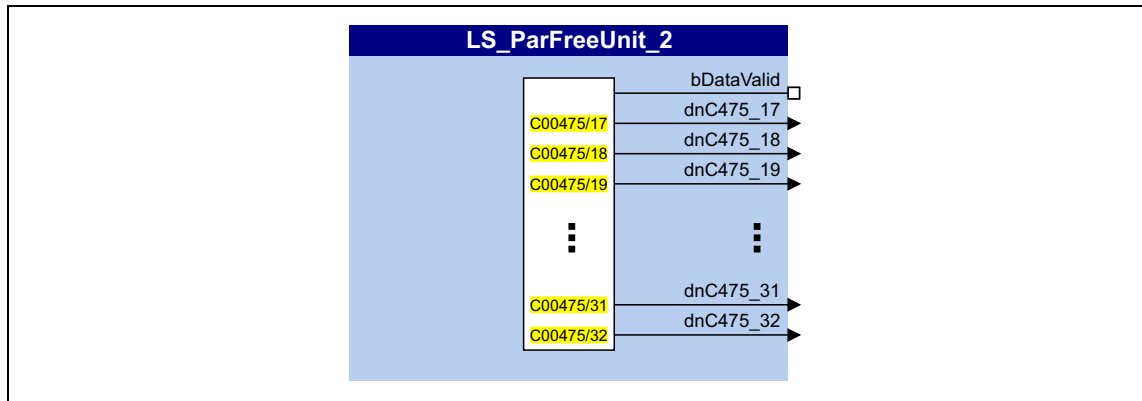 LS_ParFreeUnit_2
bDataValid
C00475/17 dnC475_17
C00475/18 dnC475_18
C00475/19 dnC475_19
C00475/31 dnC475_31
C00475/32 dnC475_32